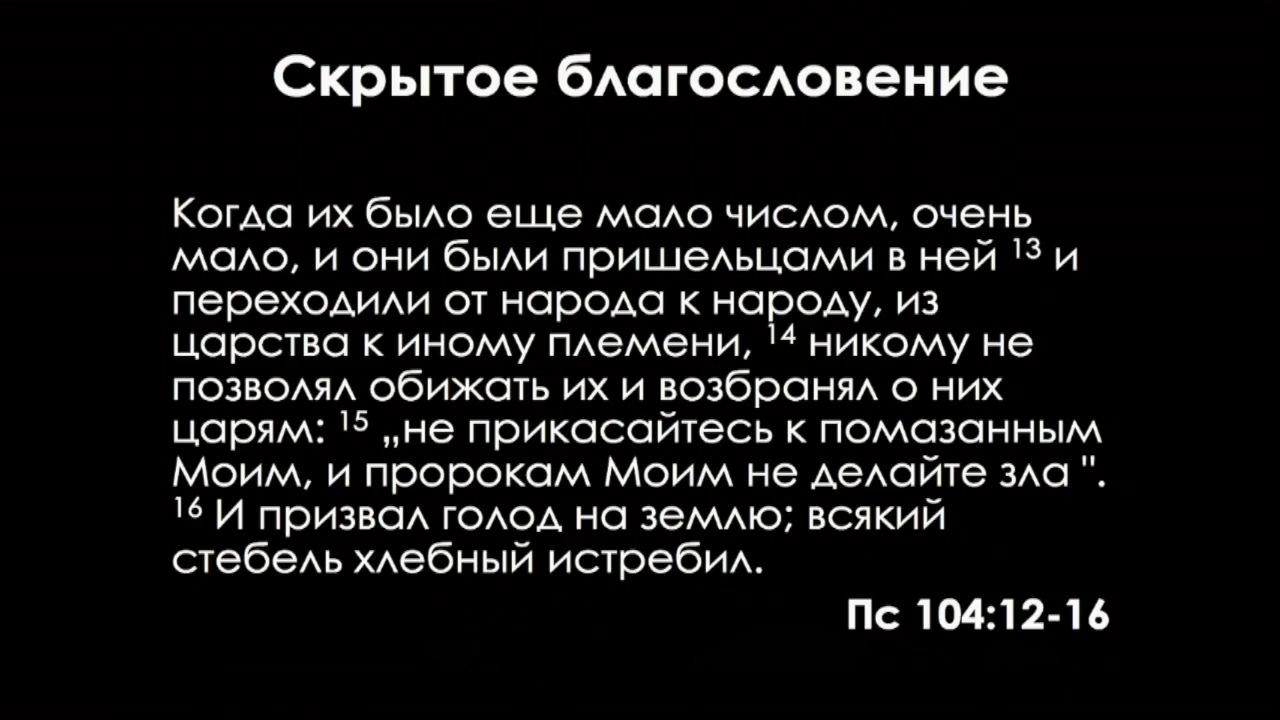 Скрытое благословение
Когда их было еще мало числом, очень
мало, и они были пришельцами в ней ¹³ и
переходили от народа к народу, из
царства к иному племени, ¹⁴ никому не
позволял обижать их и возбранял о них
царям: ¹⁵ „не прикасайтесь к помазанным
Моим, и пророкам Моим не делайте зла ".
¹⁶ И призвал голод на землю; всякий
стебель хлебный истребил.
Пс 104:12-16